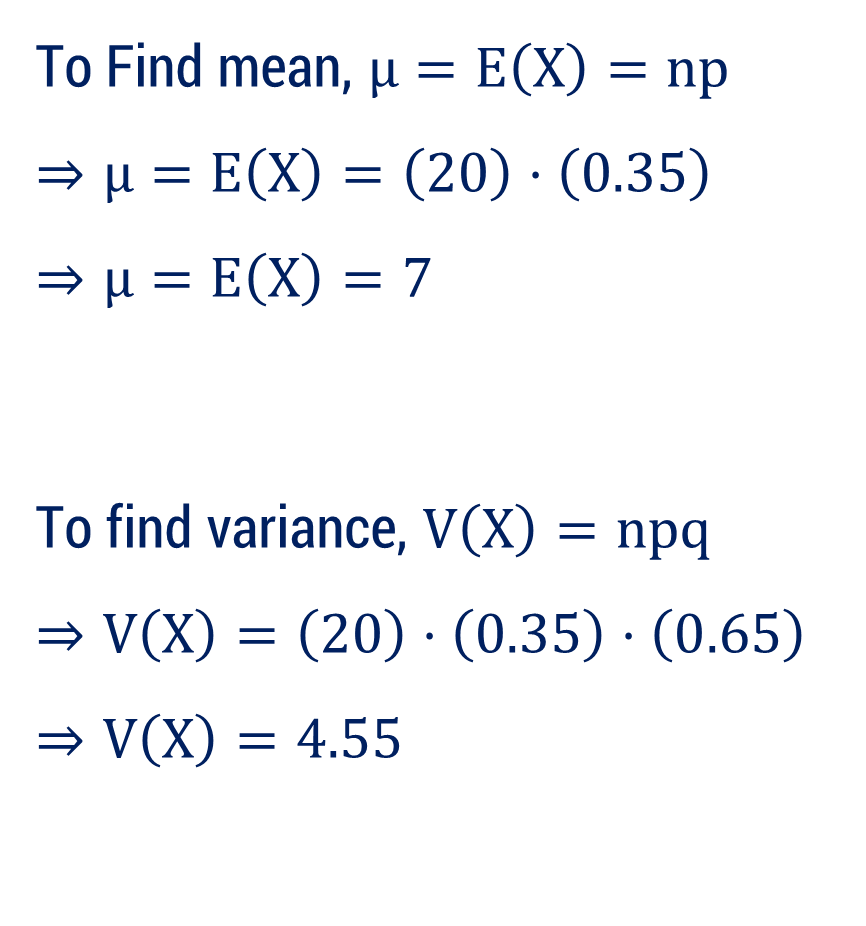 To Find mean, μ = E(X) = np
⇒ μ = E(X) = (20) · (0.35)
⇒ μ = E(X) = 7
To find variance, V(X) = npq
⇒ V(X) = (20) · (0.35) · (0.65)
⇒ V(X) = 4.55